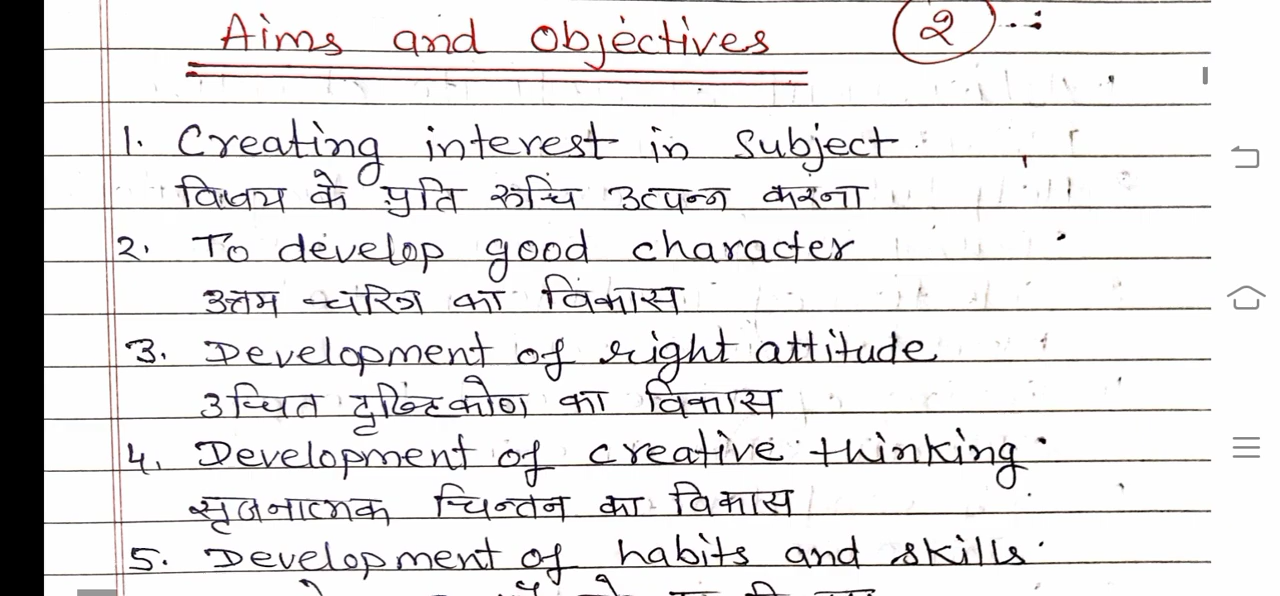 Aims and Objectives 2
1. Creating interest in Subject
विषय के प्रति रूचि उत्पन्न करना
2. To develop good character
उत्तम चरित्र का विकास
3. Development of right attitude
उचित दृष्टिकोण का विकास
4. Development of creative thinking
सृजनात्मक चिन्तन का विकास
5. Development of habits and skills